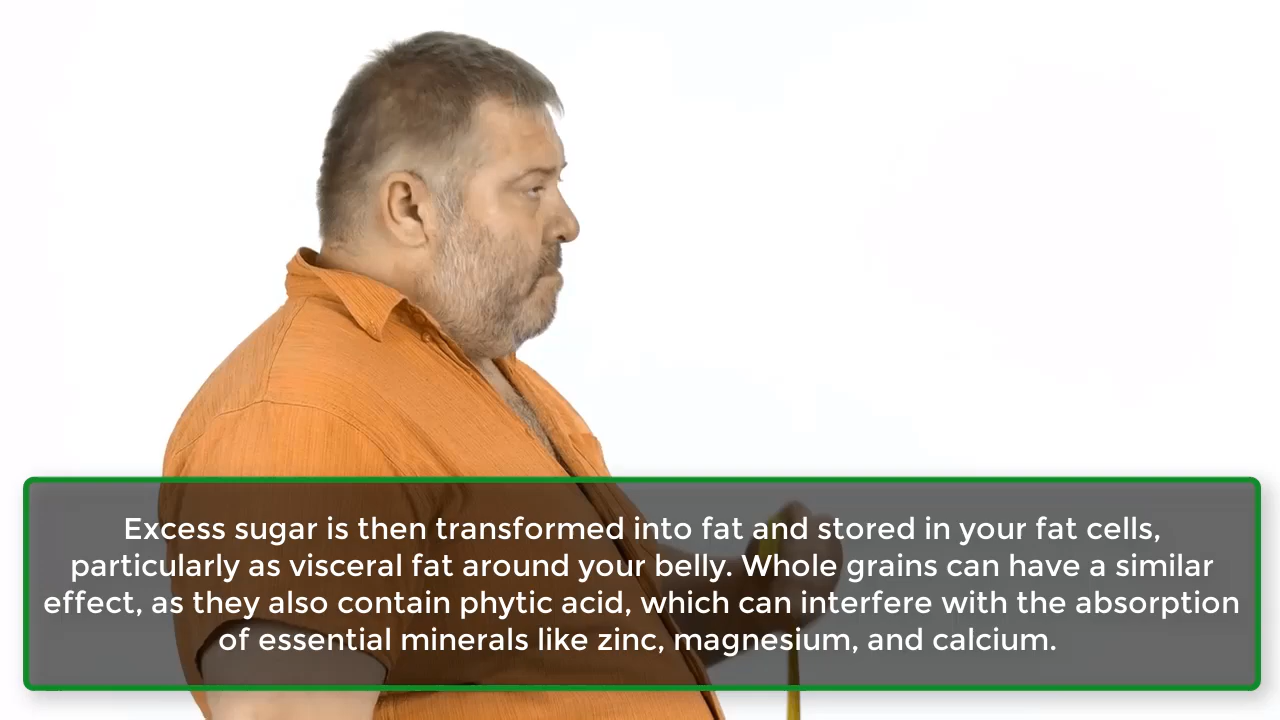 Excess sugar is then transformed into fat and stored in your fat cells,
particularly as visceral fat around your belly. Whole grains can have a similar
effect, as they also contain phytic acid, which can interfere with the absorption
of essential minerals like zinc, magnesium, and calcium.